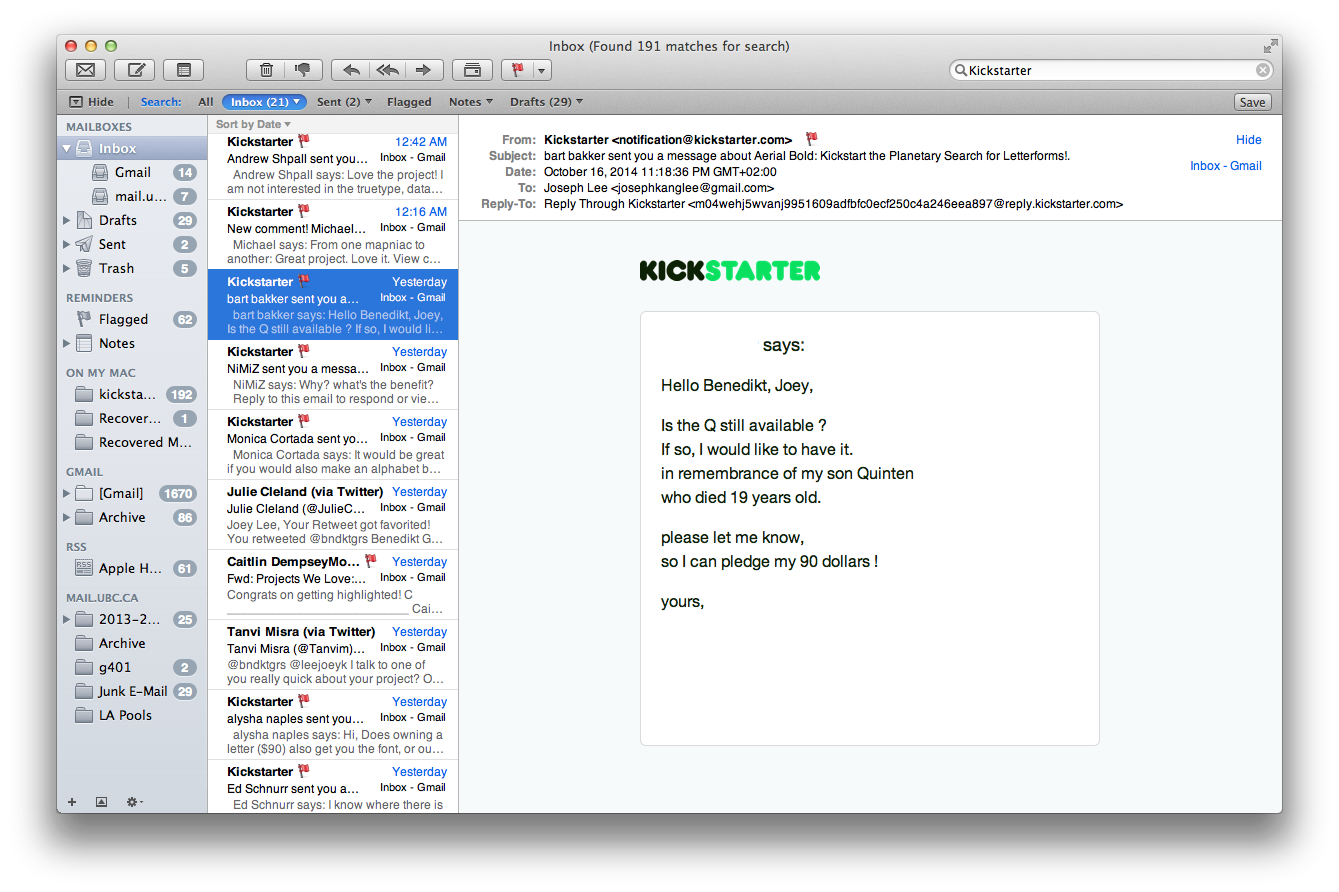 Inbox (Found 191 matches for search)
Kickstarter
Hide Search: All Inbox (21) Sent (2) Flagged Notes Drafts (29) Save
MAILBOXES
Inbox
Gmail 14
mail.u... 7
Drafts 29
Sent 2
Trash 5
REMINDERS
Flagged 62
Notes
ON MY MAC
kicksta... 192
Recover... 1
Recovered M...
GMAIL
[Gmail] 1670
Archive 86
RSS
RSS Apple H... 61
MAIL.UBC.CA
2013-2... 25
Archive
g401 2
Junk E-Mail 29
LA Pools
Sort by Date
Kickstarter 12:42 AM
Andrew Shpall sent you... Inbox - Gmail
Andrew Shpall says: Love the project! I
am not interested in the truetype, data...
Kickstarter 12:16 AM
New comment! Michael... Inbox - Gmail
Michael says: From one mapniac to
another: Great project. Love it. View c...
Kickstarter Yesterday
bart bakker sent you a... Inbox - Gmail
bart bakker says: Hello Benedikt, Joey,
Is the Q still available ? If so, I would li...
Kickstarter Yesterday
NiMiZ sent you a messa... Inbox - Gmail
NiMiZ says: Why? what's the benefit?
Reply to this email to respond or vie...
Kickstarter Yesterday
Monica Cortada sent yo... Inbox - Gmail
Monica Cortada says: It would be great
if you would also make an alphabet b...
Julie Cleland (via Twitter) Yesterday
Julie Cleland (@JulieC... Inbox - Gmail
Joey Lee, Your Retweet got favorited!
You retweeted @bndktgrs Benedikt G...
Caitlin DempseyMo... Yesterday
Fwd: Projects We Love:... Inbox - Gmail
Congrats on getting highlighted! C
______________________________ Cai...
Tanvi Misra (via Twitter) Yesterday
Tanvi Misra (@Tanvim)... Inbox - Gmail
@bndktgrs @leejoeyk I talk to one of
you really quick about your project? O...
Kickstarter Yesterday
alysha naples sent you... Inbox - Gmail
alysha naples says: Hi, Does owning a
letter ($90) also get you the font, or ou...
Kickstarter Yesterday
Ed Schnurr sent you a... Inbox - Gmail
Ed Schnurr says: I know where there is
From: Kickstarter <notification@kickstarter.com> Hide
Subject: bart bakker sent you a message about Aerial Bold: Kickstart the Planetary Search for Letterforms!.
Inbox - Gmail
Date: October 16, 2014 11:18:36 PM GMT+02:00
To: Joseph Lee <josephkanglee@gmail.com>
Reply-To: Reply Through Kickstarter <m04wehj5wvanj9951609adfbfc0ecf250c4a246eea897@reply.kickstarter.com>
KICKSTARTER
says:
Hello Benedikt, Joey,
Is the Q still available ?
If so, I would like to have it.
in remembrance of my son Quinten
who died 19 years old.
please let me know,
so I can pledge my 90 dollars !
yours,